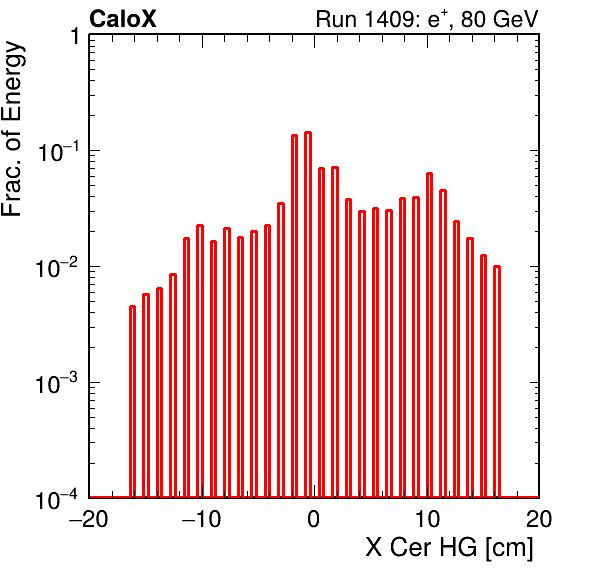 CaloX Run 1409: e⁺, 80 GeV
Frac. of Energy
1
10⁻¹
10⁻²
10⁻³
10⁻⁴
−20 −10 0 10 20
X Cer HG [cm]